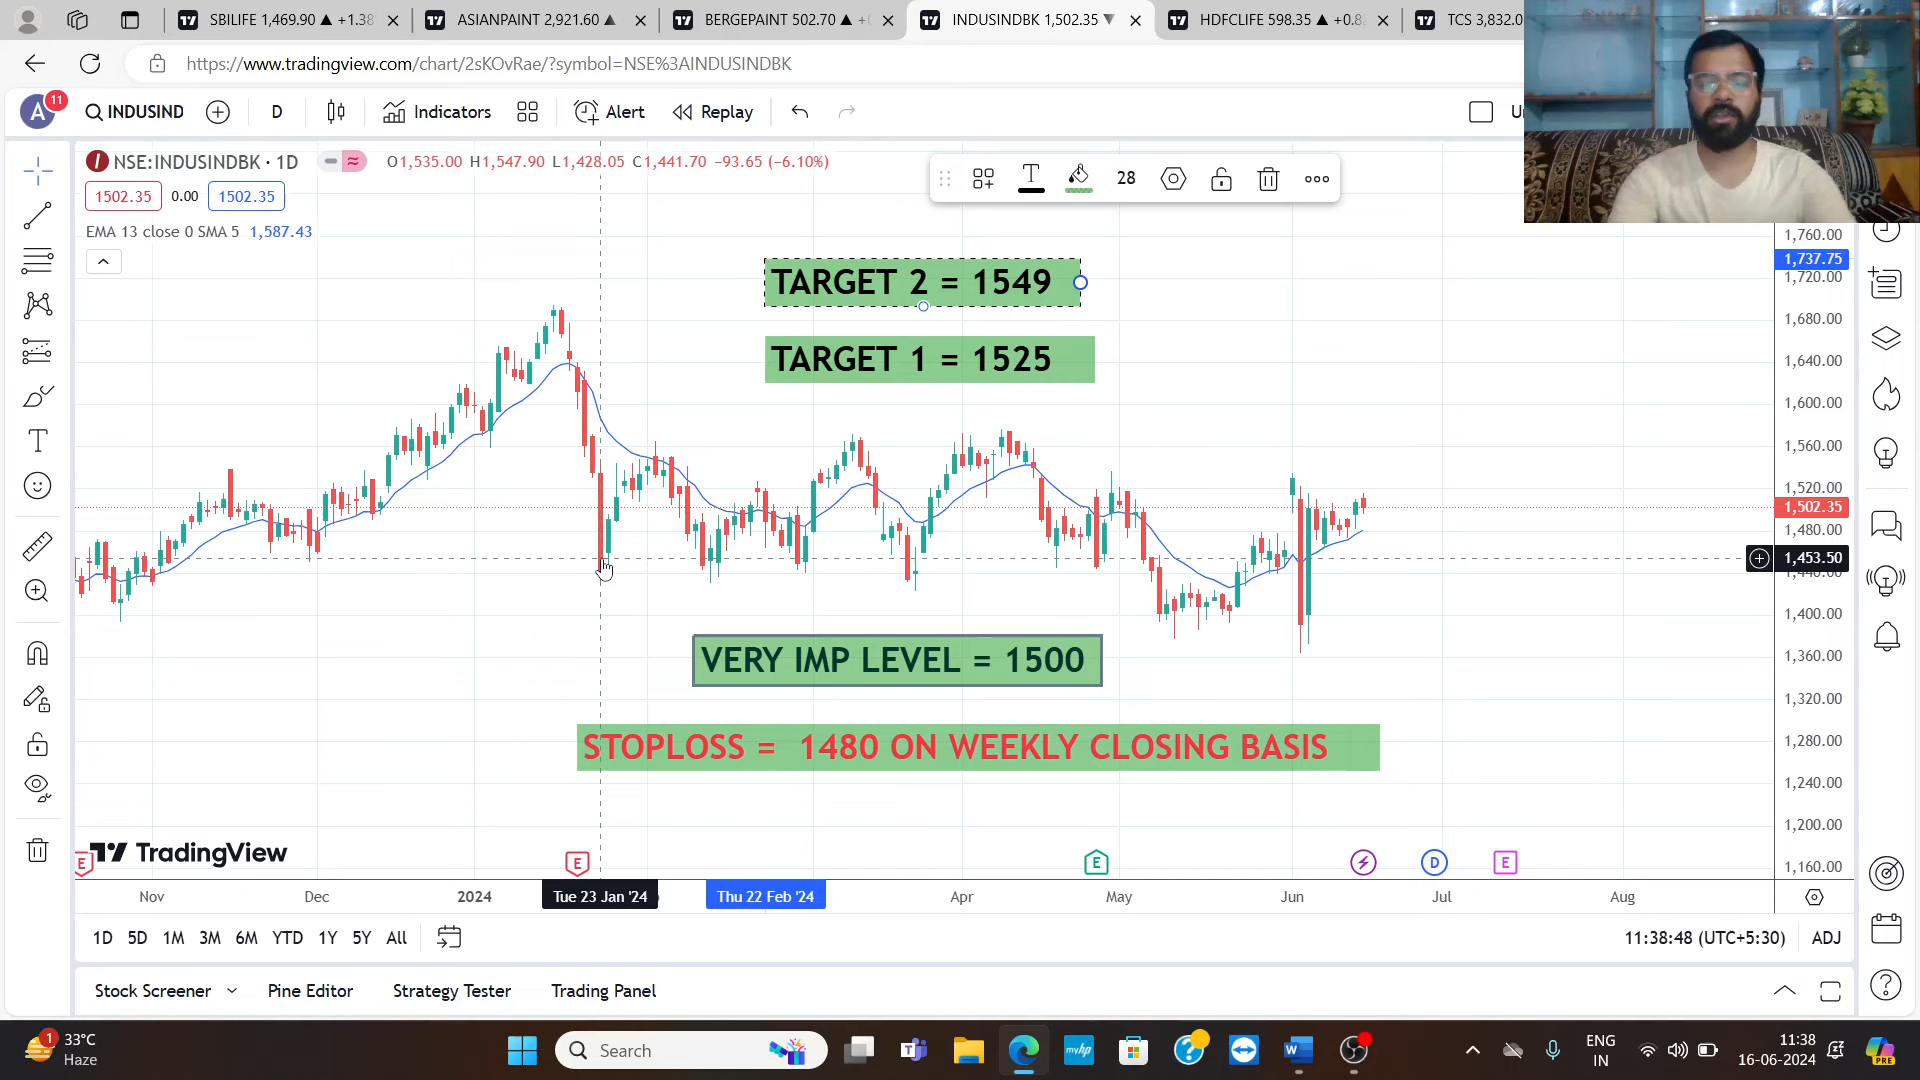 SBILIFE 1,469.90 ▲ +1.38
ASIANPAINT 2,921.60 ▲
BERGEPAINT 502.70 ▲ +0
INDUSINDBK 1,502.35 ▼
HDFCLIFE 598.35 ▲ +0.8
TCS 3,832.0
https://www.tradingview.com/chart/2sKOvRae/?symbol=NSE%3AINDUSINDBK
A
11
INDUSIND
D
Indicators
Alert
Replay
Un
NSE:INDUSINDBK · 1D
O1,535.00 H1,547.90 L1,428.05 C1,441.70 −93.65 (−6.10%)
28
1502.35
0.00
1502.35
EMA 13 close 0 SMA 5 1,587.43
TARGET 2 = 1549
TARGET 1 = 1525
VERY IMP LEVEL = 1500
STOPLOSS = 1480 ON WEEKLY CLOSING BASIS
1,760.00
1,737.75
1,720.00
1,680.00
1,640.00
1,600.00
1,560.00
1,520.00
1,502.35
1,480.00
1,453.50
1,440.00
1,400.00
1,360.00
1,320.00
1,280.00
1,240.00
1,200.00
1,160.00
TradingView
E
E
E
D
E
Nov
Dec
2024
Tue 23 Jan '24
Thu 22 Feb '24
Apr
May
Jun
Jul
Aug
1D 5D 1M 3M 6M YTD 1Y 5Y All
11:38:48 (UTC+5:30)
ADJ
Stock Screener
Pine Editor
Strategy Tester
Trading Panel
1
33°C
Haze
Search
myhp
ENG
IN
11:38
16-06-2024
PRE